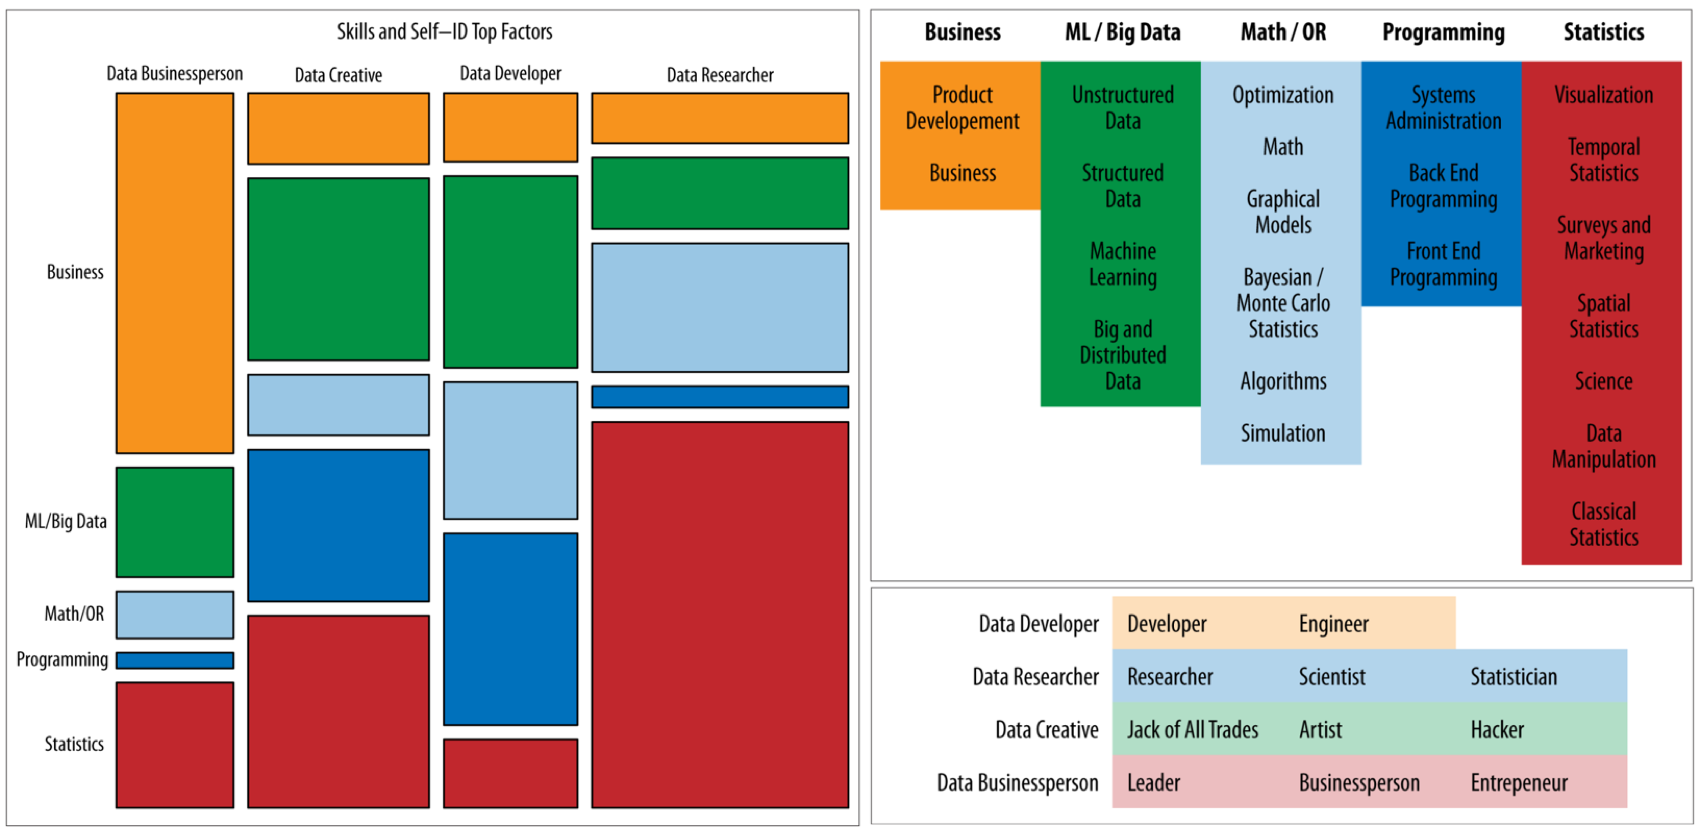 Skills and Self–ID Top Factors
Data Businessperson
Data Creative
Data Developer
Data Researcher
Business
ML/Big Data
Math/OR
Programming
Statistics
Business
Product
Developement
Business
ML / Big Data
Unstructured
Data
Structured
Data
Machine
Learning
Big and
Distributed
Data
Math / OR
Optimization
Math
Graphical
Models
Bayesian /
Monte Carlo
Statistics
Algorithms
Simulation
Programming
Systems
Administration
Back End
Programming
Front End
Programming
Statistics
Visualization
Temporal
Statistics
Surveys and
Marketing
Spatial
Statistics
Science
Data
Manipulation
Classical
Statistics
Data Developer Developer Engineer
Data Researcher Researcher Scientist Statistician
Data Creative Jack of All Trades Artist Hacker
Data Businessperson Leader Businessperson Entrepeneur